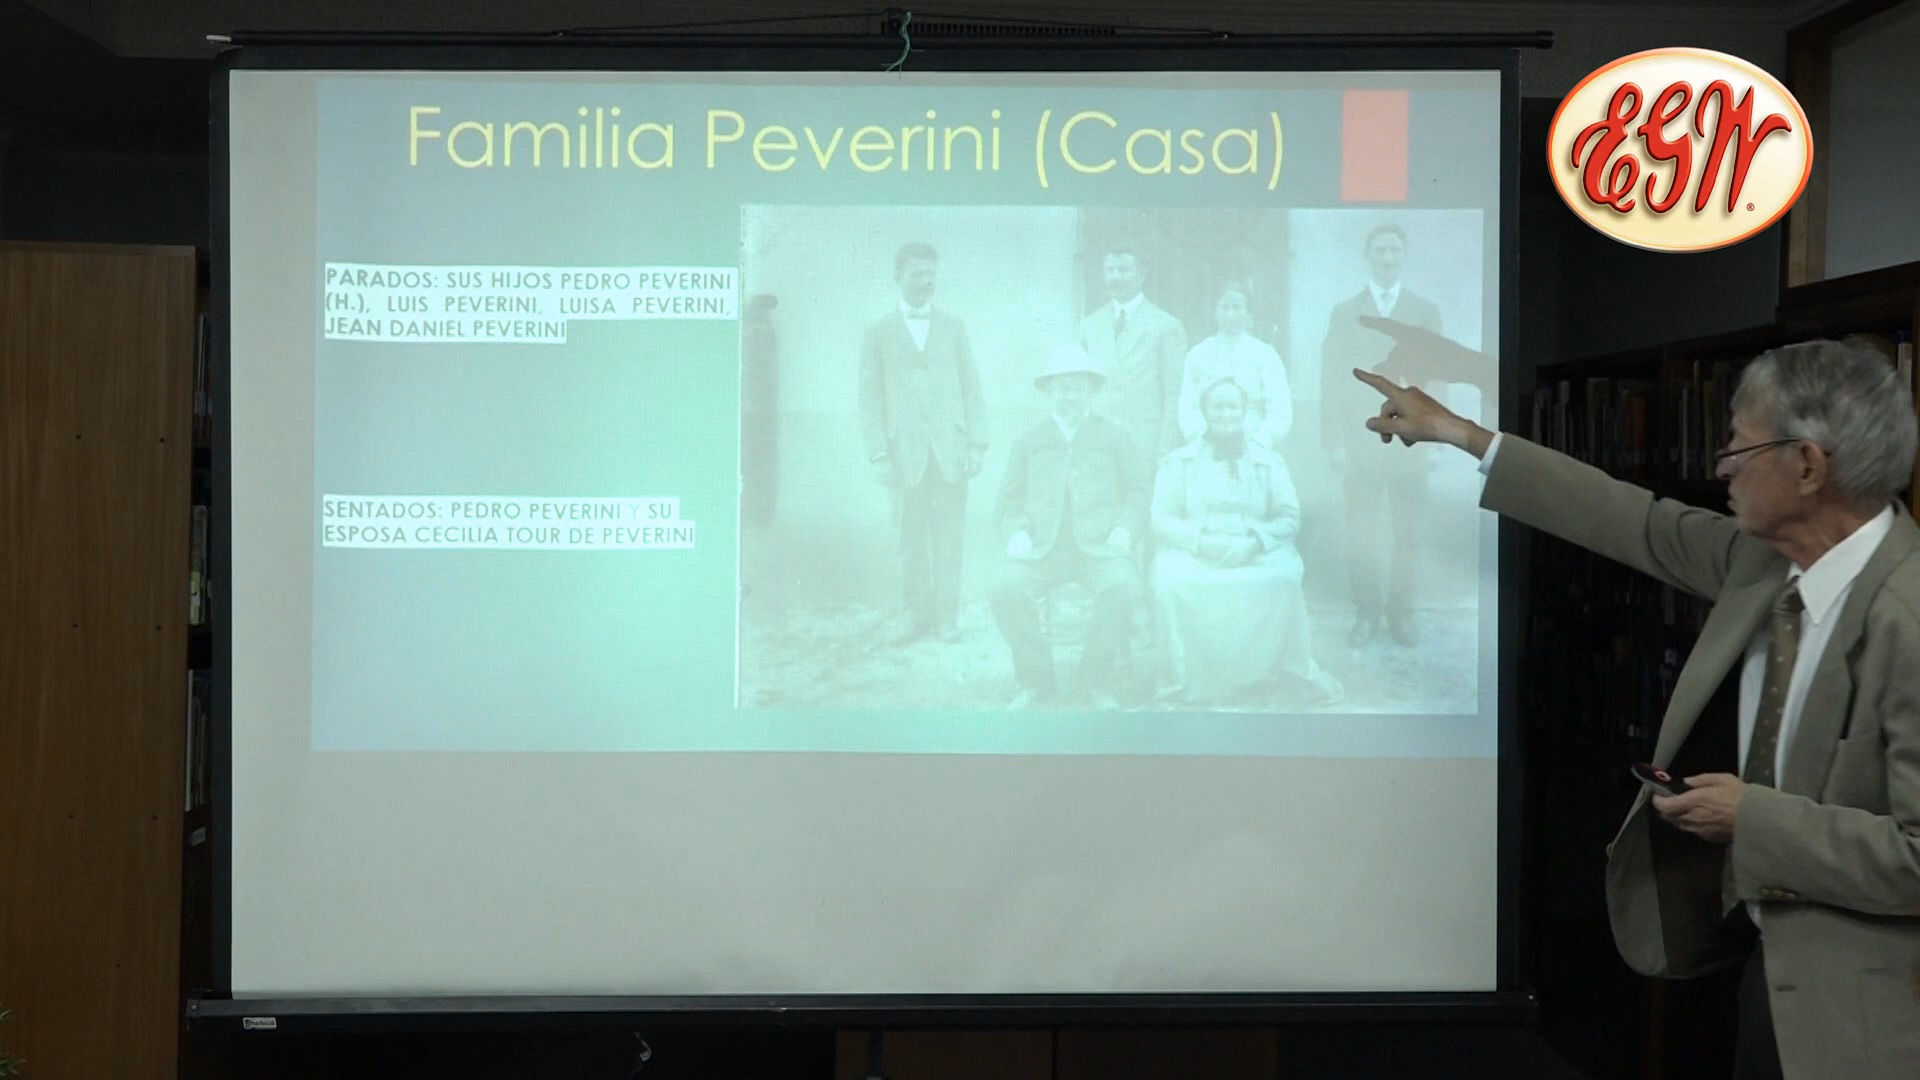 Familia Peverini (Casa)
EGW®
PARADOS: SUS HIJOS PEDRO PEVERINI
(H.), LUIS PEVERINI, LUISA PEVERINI,
JEAN DANIEL PEVERINI
SENTADOS: PEDRO PEVERINI Y SU
ESPOSA CECILIA TOUR DE PEVERINI